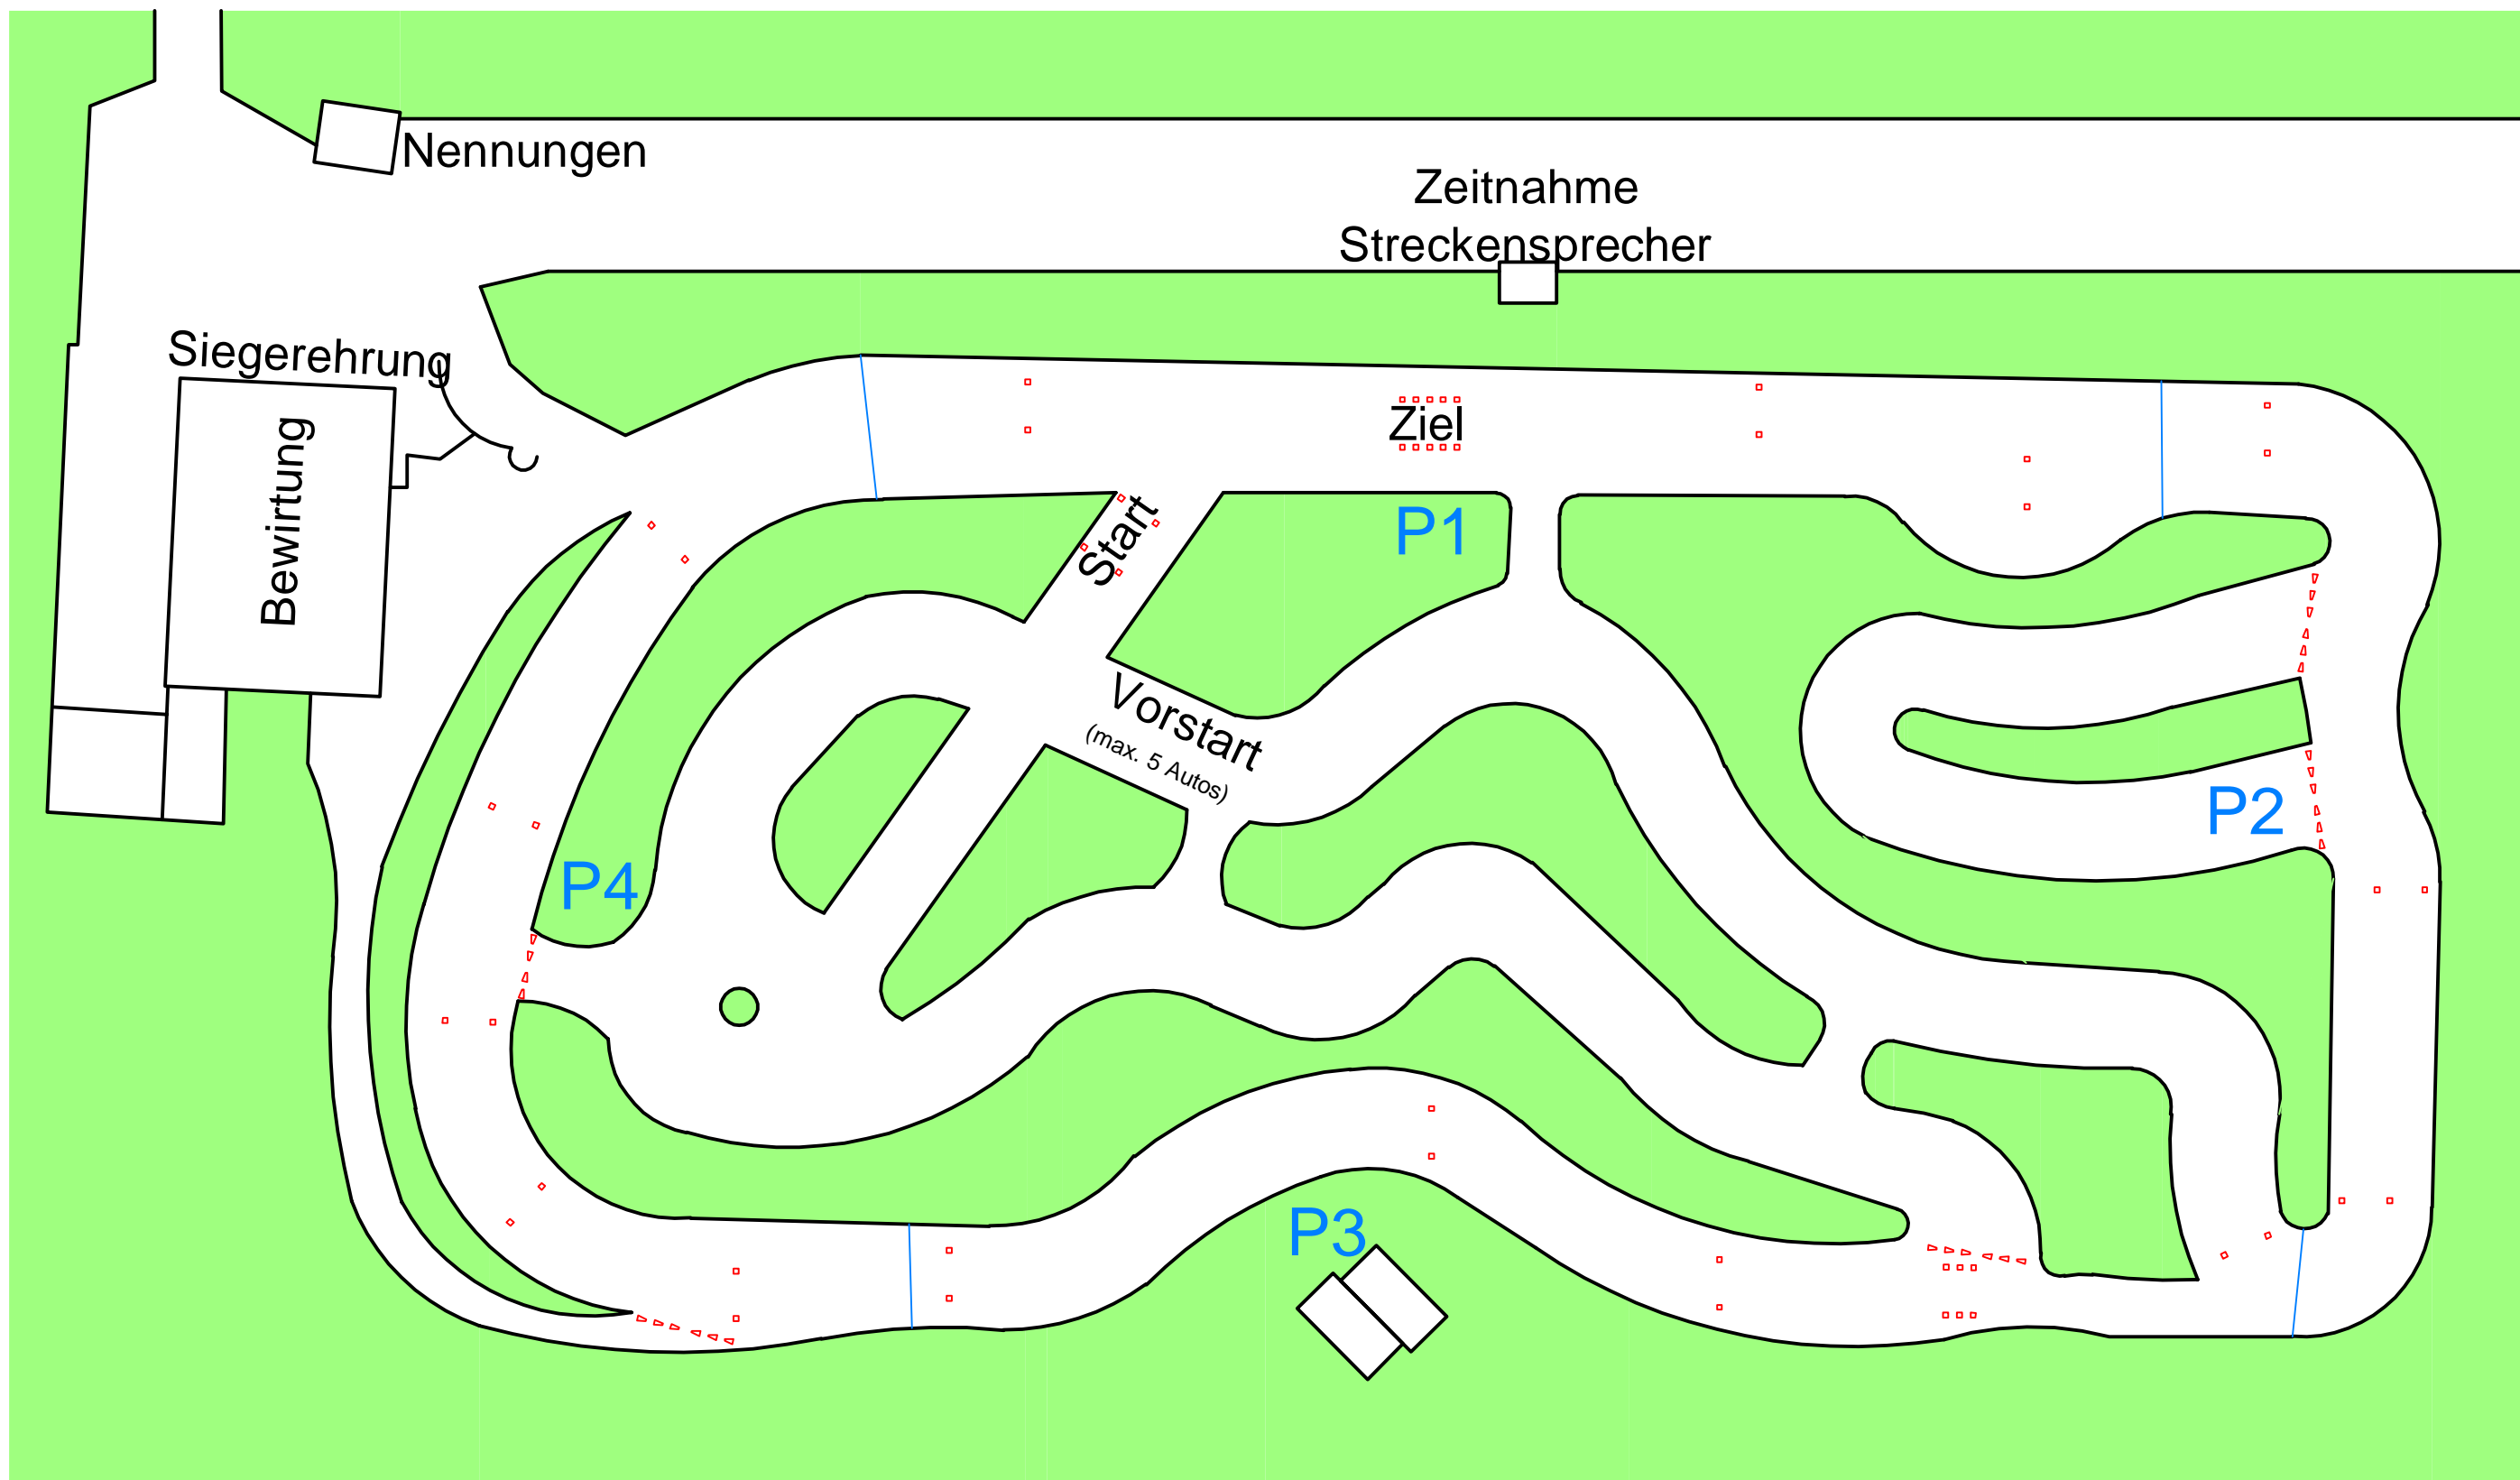 Nennungen
Zeitnahme
Streckensprecher
Siegerehrung
Bewirtung
Ziel
Start
P1
Vorstart
(max. 5 Autos)
P2
P4
P3